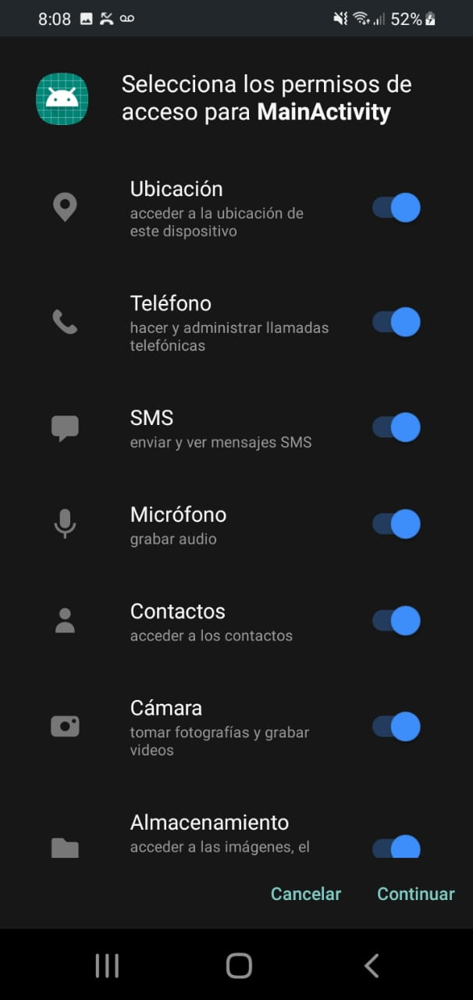 8:08
52%
Selecciona los permisos de
acceso para MainActivity
Ubicación
acceder a la ubicación de
este dispositivo
Teléfono
hacer y administrar llamadas
telefónicas
SMS
enviar y ver mensajes SMS
Micrófono
grabar audio
Contactos
acceder a los contactos
Cámara
tomar fotografías y grabar
videos
Almacenamiento
acceder a las imágenes, el
Cancelar
Continuar